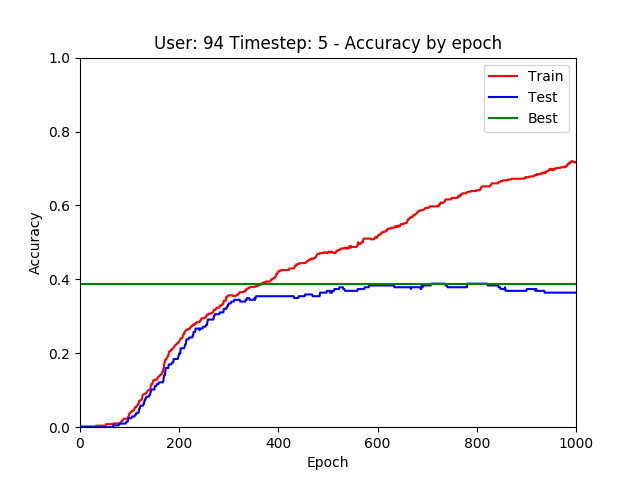 User: 94 Timestep: 5 - Accuracy by epoch
1.0
0.8
0.6
0.4
0.2
0.0
Accuracy
Train
Test
Best
0 200 400 600 800 1000
Epoch